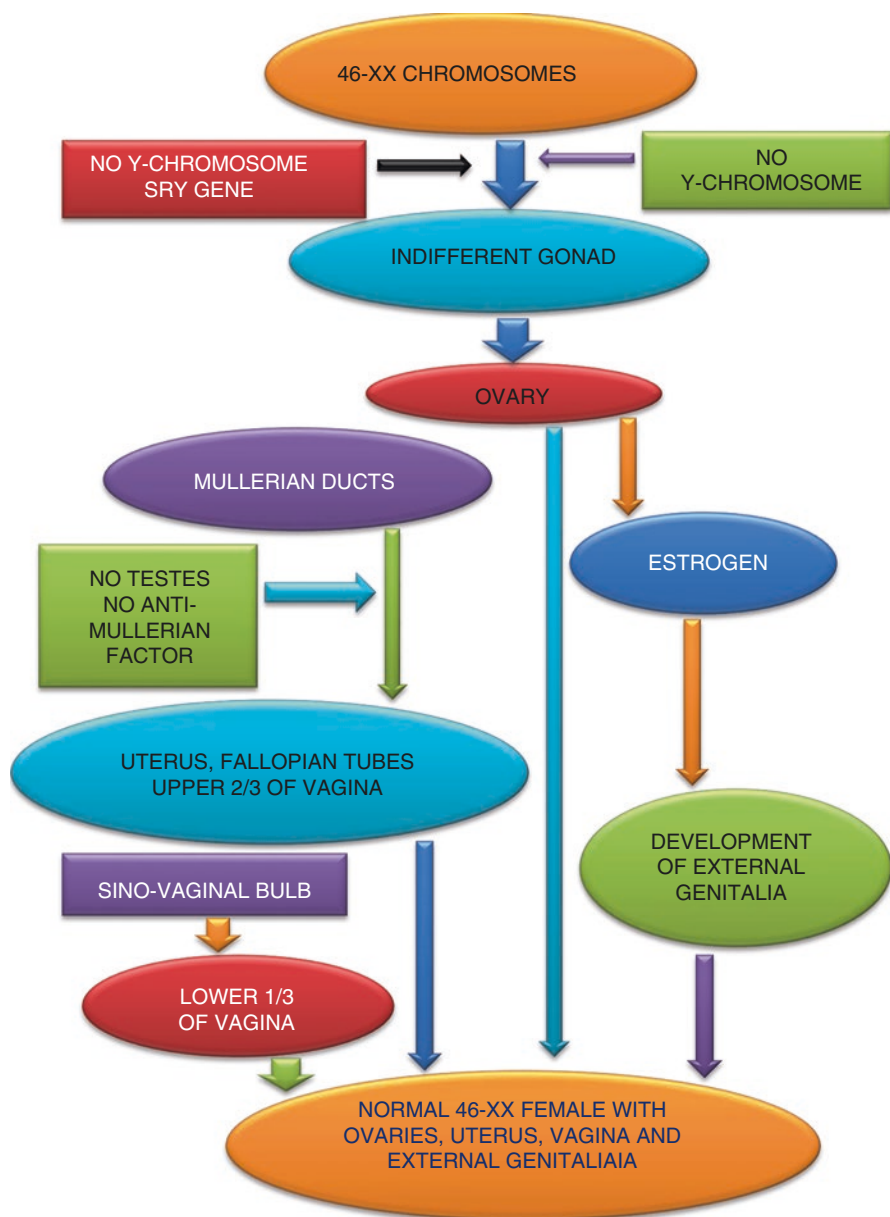 46-XX CHROMOSOMES
NO Y-CHROMOSOME
SRY GENE
NO
Y-CHROMOSOME
INDIFFERENT GONAD
OVARY
MULLERIAN DUCTS
ESTROGEN
NO TESTES
NO ANTI-
MULLERIAN
FACTOR
UTERUS, FALLOPIAN TUBES
UPPER 2/3 OF VAGINA
DEVELOPMENT
OF EXTERNAL
GENITALIA
SINO-VAGINAL BULB
LOWER 1/3
OF VAGINA
NORMAL 46-XX FEMALE WITH
OVARIES, UTERUS, VAGINA AND
EXTERNAL GENITALIAIA